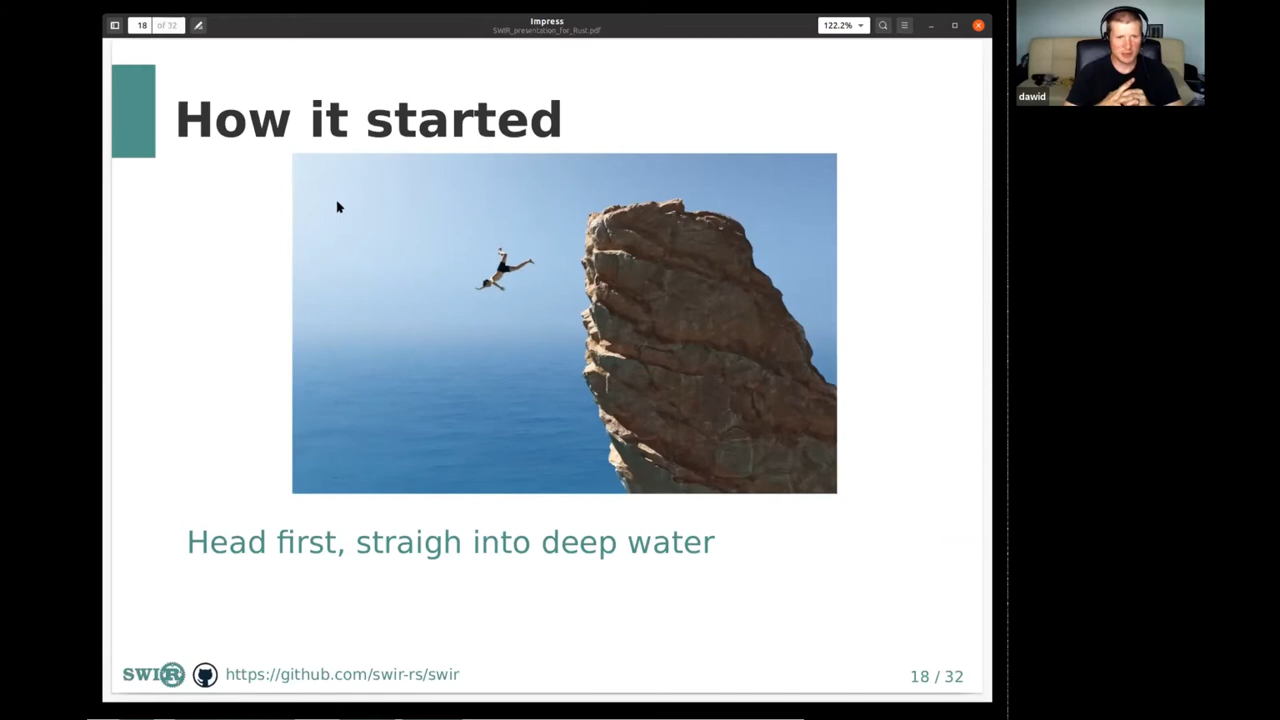 18 of 32
Impress
SWIR_presentation_for_Rust.pdf
122.2%
dawid
How it started
Head first, straigh into deep water
SWIR
https://github.com/swir-rs/swir
18 / 32